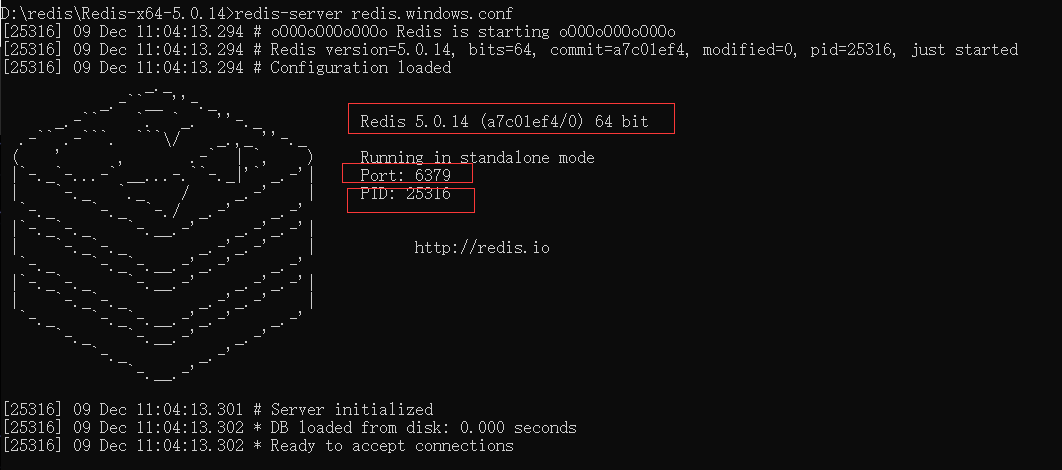 D:\redis\Redis-x64-5.0.14>redis-server redis.windows.conf
[25316] 09 Dec 11:04:13.294 # oO0OoO0OoO0Oo Redis is starting oO0OoO0OoO0Oo
[25316] 09 Dec 11:04:13.294 # Redis version=5.0.14, bits=64, commit=a7c01ef4, modified=0, pid=25316, just started
[25316] 09 Dec 11:04:13.294 # Configuration loaded
Redis 5.0.14 (a7c01ef4/0) 64 bit
Running in standalone mode
Port: 6379
PID: 25316
http://redis.io
[25316] 09 Dec 11:04:13.301 # Server initialized
[25316] 09 Dec 11:04:13.302 * DB loaded from disk: 0.000 seconds
[25316] 09 Dec 11:04:13.302 * Ready to accept connections